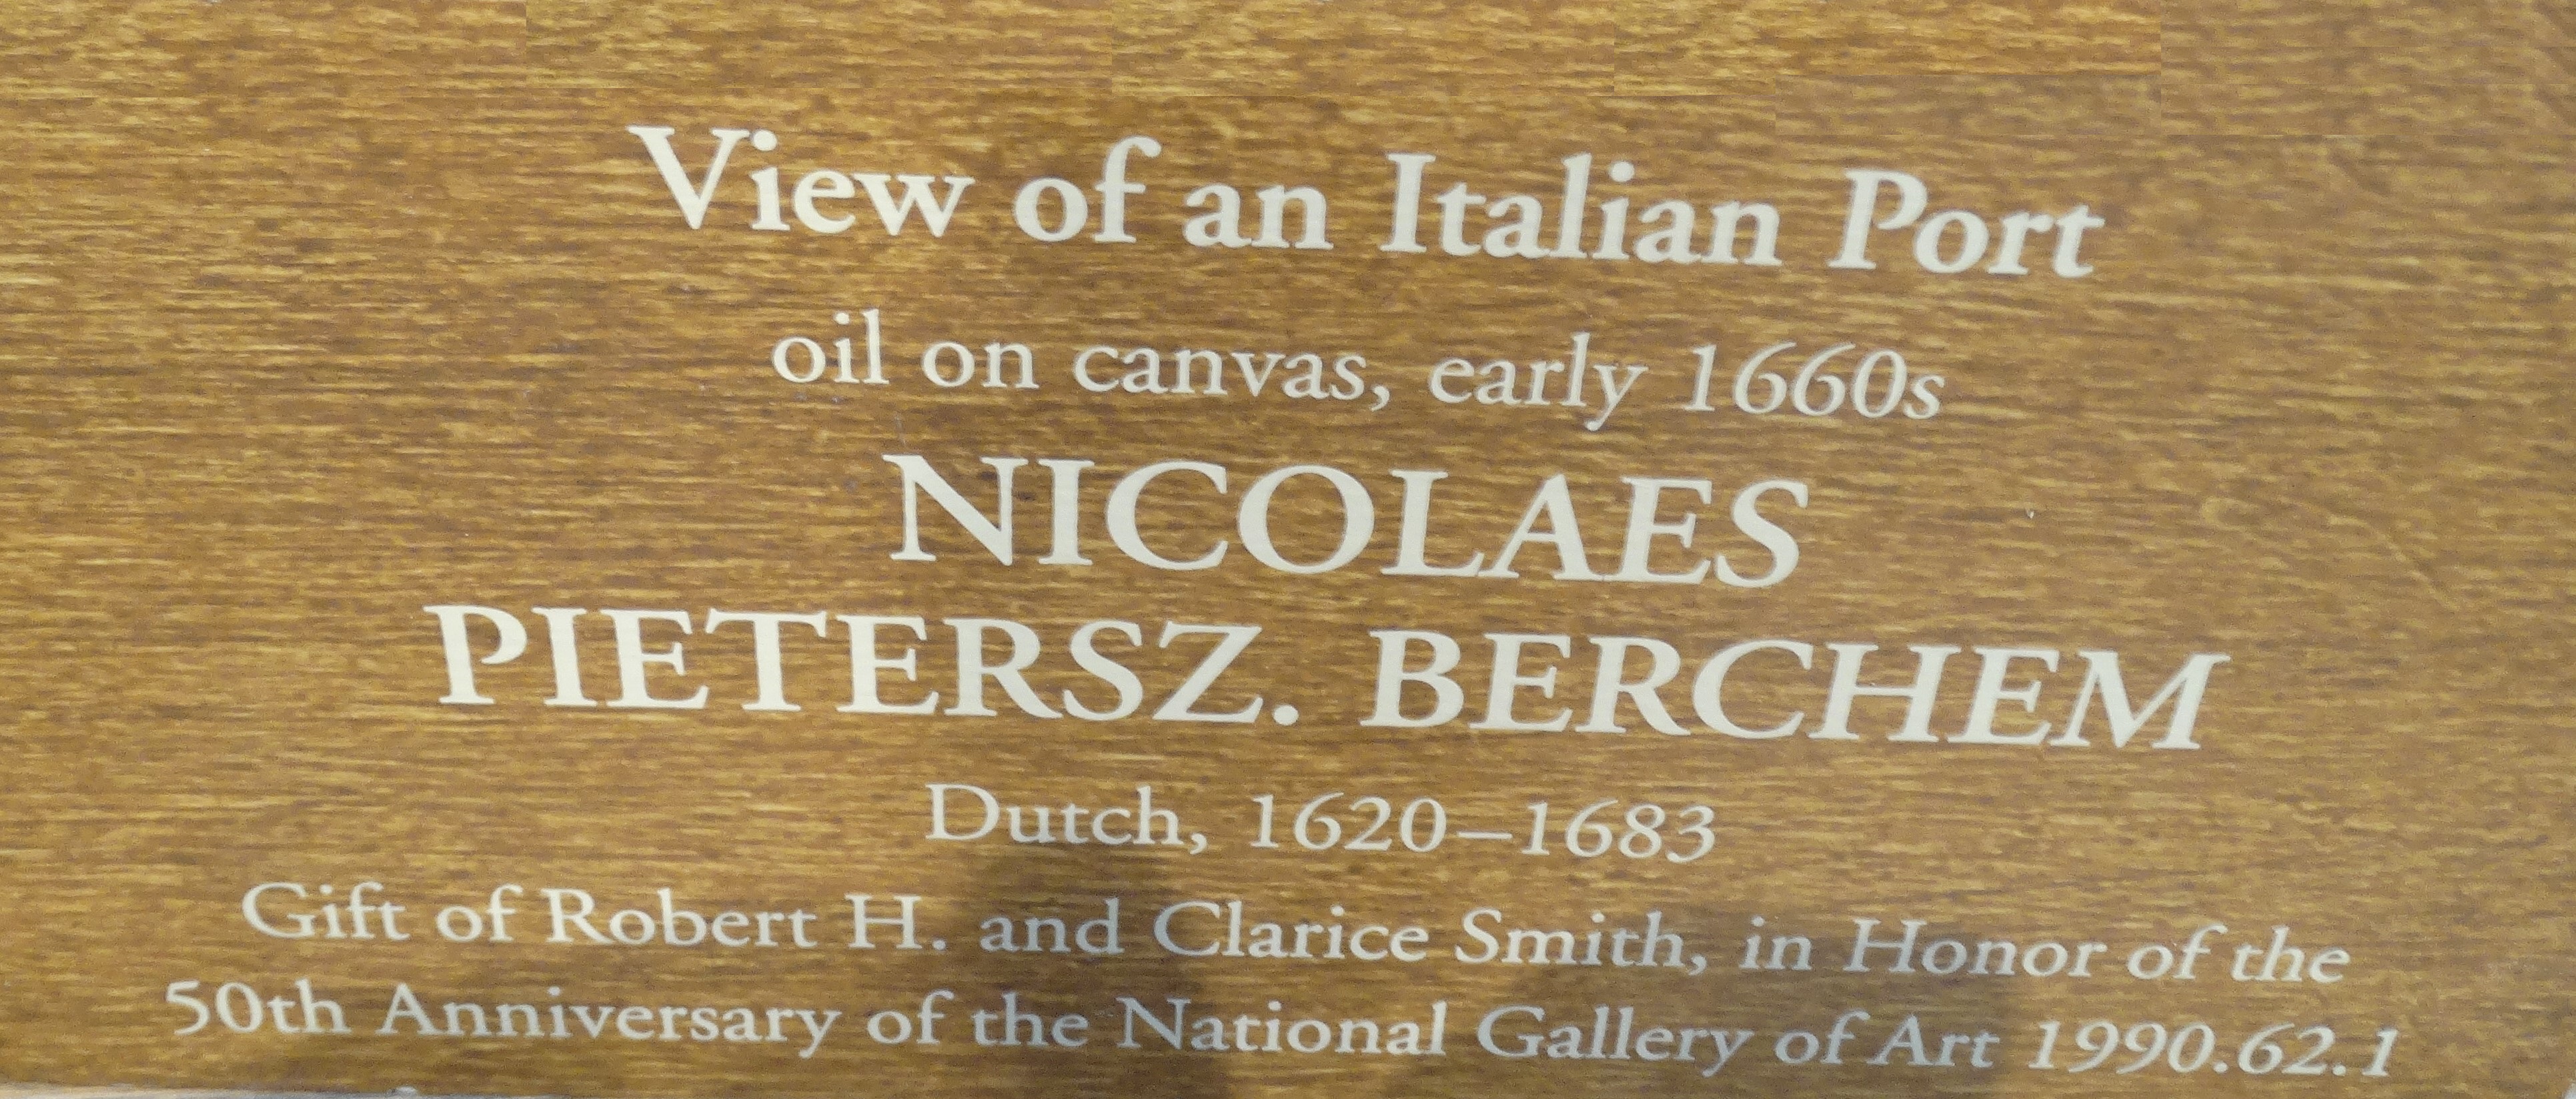 View of an Italian Port
oil on canvas, early 1660s
NICOLAES
PIETERSZ. BERCHEM
Dutch, 1620–1683
Gift of Robert H. and Clarice Smith, in Honor of the
50th Anniversary of the National Gallery of Art 1990.62.1